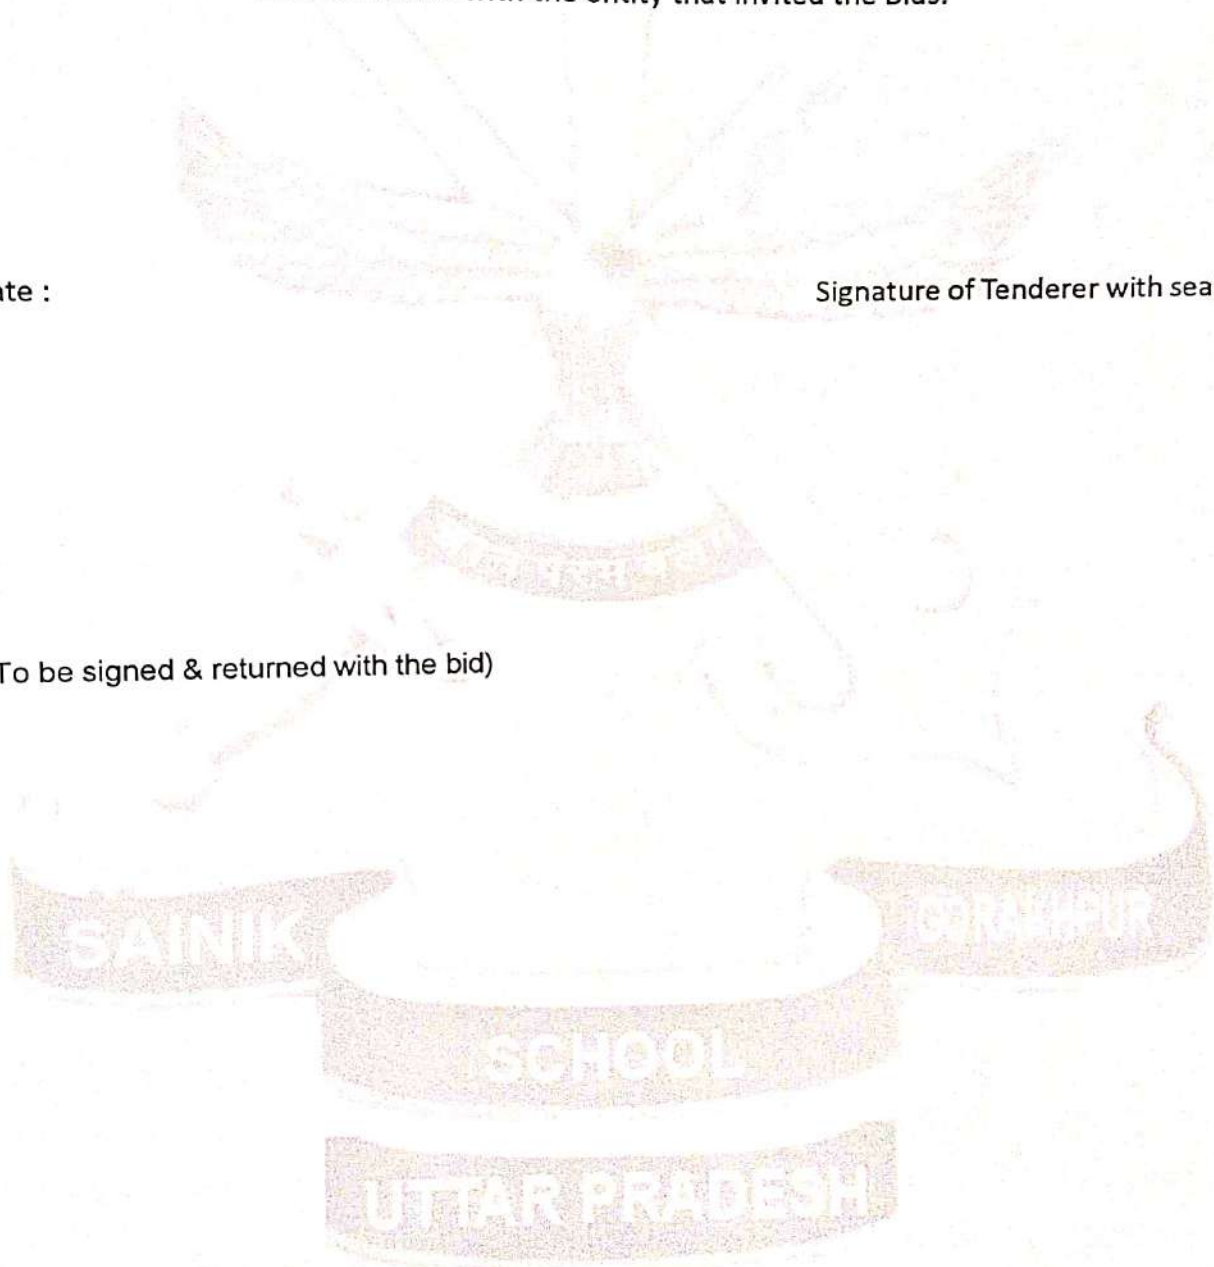 with the entity that invited the Bids.
ate :
Signature of Tenderer with sea
To be signed & returned with the bid)
SAINIK
GORAKHPUR
SCHOOL
UTTAR PRADESH